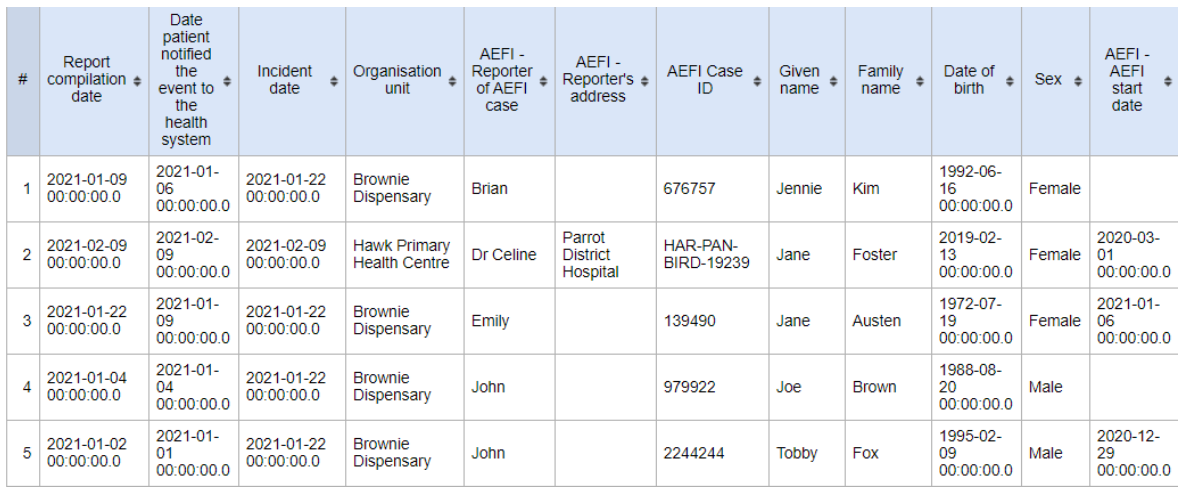 # Report compilation date Date patient notified the event to the health system Incident date Organisation unit AEFI - Reporter of AEFI case AEFI - Reporter's address AEFI Case ID Given name Family name Date of birth Sex AEFI - AEFI start date
1 2021-01-09 00:00:00.0 2021-01-06 00:00:00.0 2021-01-22 00:00:00.0 Brownie Dispensary Brian 676757 Jennie Kim 1992-06-16 00:00:00.0 Female
2 2021-02-09 00:00:00.0 2021-02-09 00:00:00.0 2021-02-09 00:00:00.0 Hawk Primary Health Centre Dr Celine Parrot District Hospital HAR-PAN-BIRD-19239 Jane Foster 2019-02-13 00:00:00.0 Female 2020-03-01 00:00:00.0
3 2021-01-22 00:00:00.0 2021-01-09 00:00:00.0 2021-01-22 00:00:00.0 Brownie Dispensary Emily 139490 Jane Austen 1972-07-19 00:00:00.0 Female 2021-01-06 00:00:00.0
4 2021-01-04 00:00:00.0 2021-01-04 00:00:00.0 2021-01-22 00:00:00.0 Brownie Dispensary John 979922 Joe Brown 1988-08-20 00:00:00.0 Male
5 2021-01-02 00:00:00.0 2021-01-01 00:00:00.0 2021-01-22 00:00:00.0 Brownie Dispensary John 2244244 Tobby Fox 1995-02-09 00:00:00.0 Male 2020-12-29 00:00:00.0